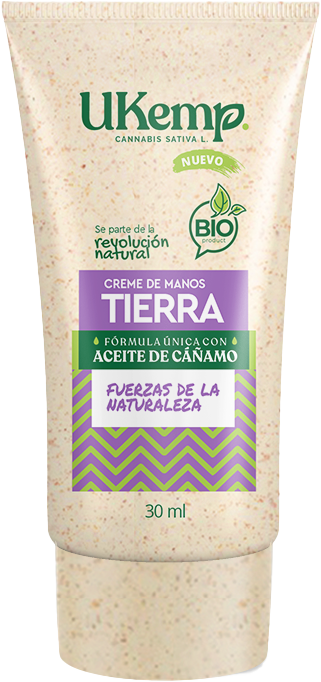 UKemp.
CANNABIS SATIVA L.
NUEVO
Se parte de la
revolución
natural
BIO
product
CREME DE MANOS
TIERRA
FÓRMULA ÚNICA CON
ACEITE DE CÁÑAMO
FUERZAS DE LA
NATURALEZA
30 ml